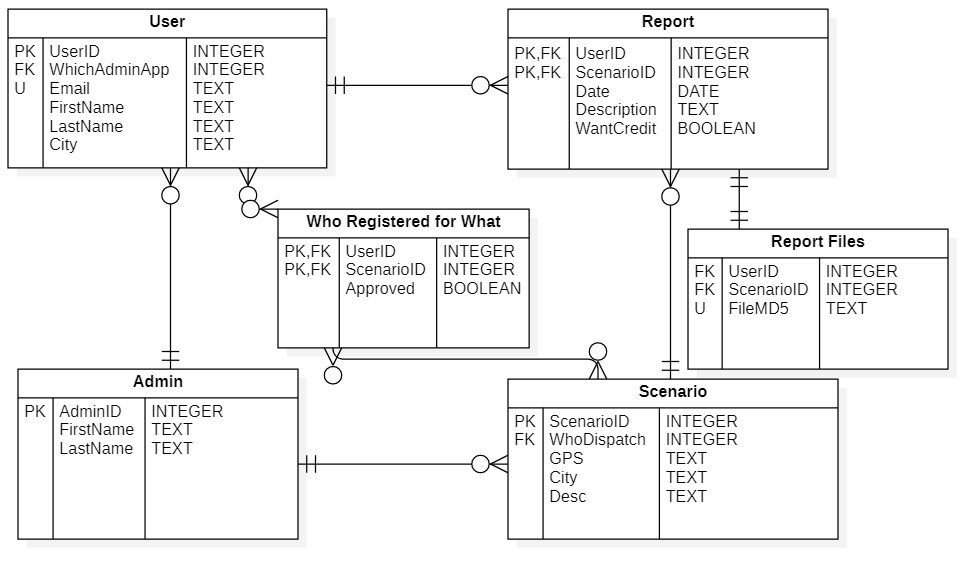 User
PK UserID INTEGER
FK WhichAdminApp INTEGER
U Email TEXT
FirstName TEXT
LastName TEXT
City TEXT
Report
PK,FK UserID INTEGER
PK,FK ScenarioID INTEGER
Date DATE
Description TEXT
WantCredit BOOLEAN
Who Registered for What
PK,FK UserID INTEGER
PK,FK ScenarioID INTEGER
Approved BOOLEAN
Report Files
FK UserID INTEGER
FK ScenarioID INTEGER
U FileMD5 TEXT
Admin
PK AdminID INTEGER
FirstName TEXT
LastName TEXT
Scenario
PK ScenarioID INTEGER
FK WhoDispatch INTEGER
GPS TEXT
City TEXT
Desc TEXT